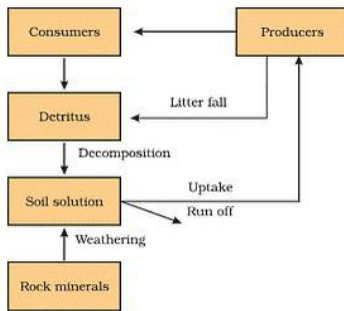 Consumers
Producers
Litter fall
Detritus
Decomposition
Uptake
Soil solution
Run off
Weathering
Rock minerals